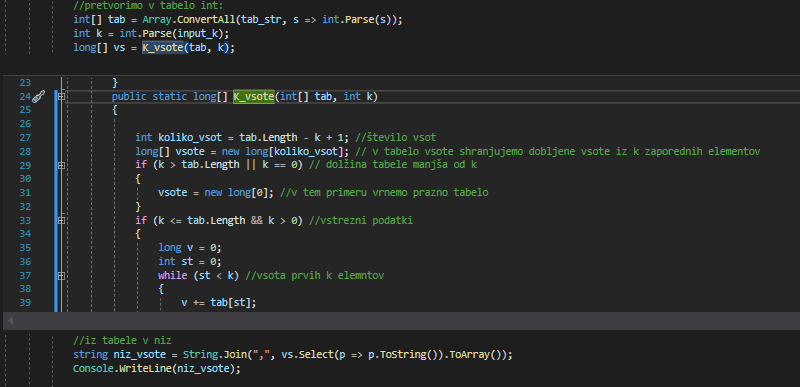 //pretvorimo v tabelo int:
int[] tab = Array.ConvertAll(tab_str, s => int.Parse(s));
int k = int.Parse(input_k);
long[] vs = K_vsote(tab, k);
23 }
24 public static long[] K_vsote(int[] tab, int k)
25 {
26
27 int koliko_vsot = tab.Length - k + 1; //število vsot
28 long[] vsote = new long[koliko_vsot]; // v tabelo vsote shranjujemo dobljene vsote iz k zaporednih elementov
29 if (k > tab.Length || k == 0) // dolžina tabele manjša od k
30 {
31 vsote = new long[0]; //v tem primeru vrnemo prazno tabelo
32 }
33 if (k <= tab.Length && k > 0) //vstrezni podatki
34 {
35 long v = 0;
36 int st = 0;
37 while (st < k) //vsota prvih k elemntov
38 {
39 v += tab[st];
//iz tabele v niz
string niz_vsote = String.Join(",", vs.Select(p => p.ToString()).ToArray());
Console.WriteLine(niz_vsote);